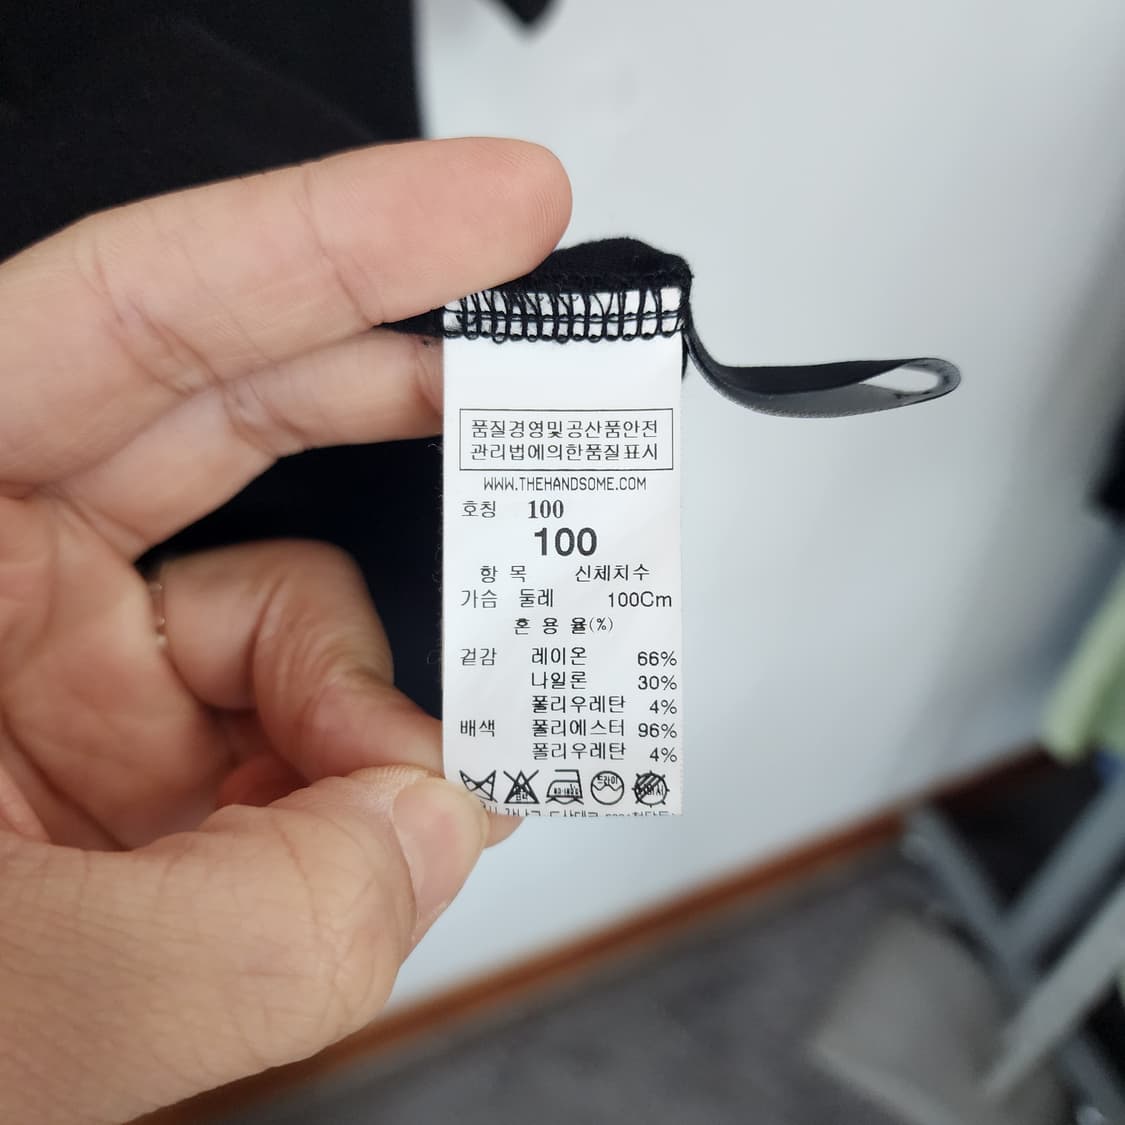 품질경영및공산품안전
관리법에의한품질표시
WWW.THEHANDSOME.COM
호칭 100
100
항 목 신체치수
가슴 둘레 100Cm
혼 용 율(%)
겉감 레이온 66%
나일론 30%
폴리우레탄 4%
배색 폴리에스터 96%
폴리우레탄 4%
드라이